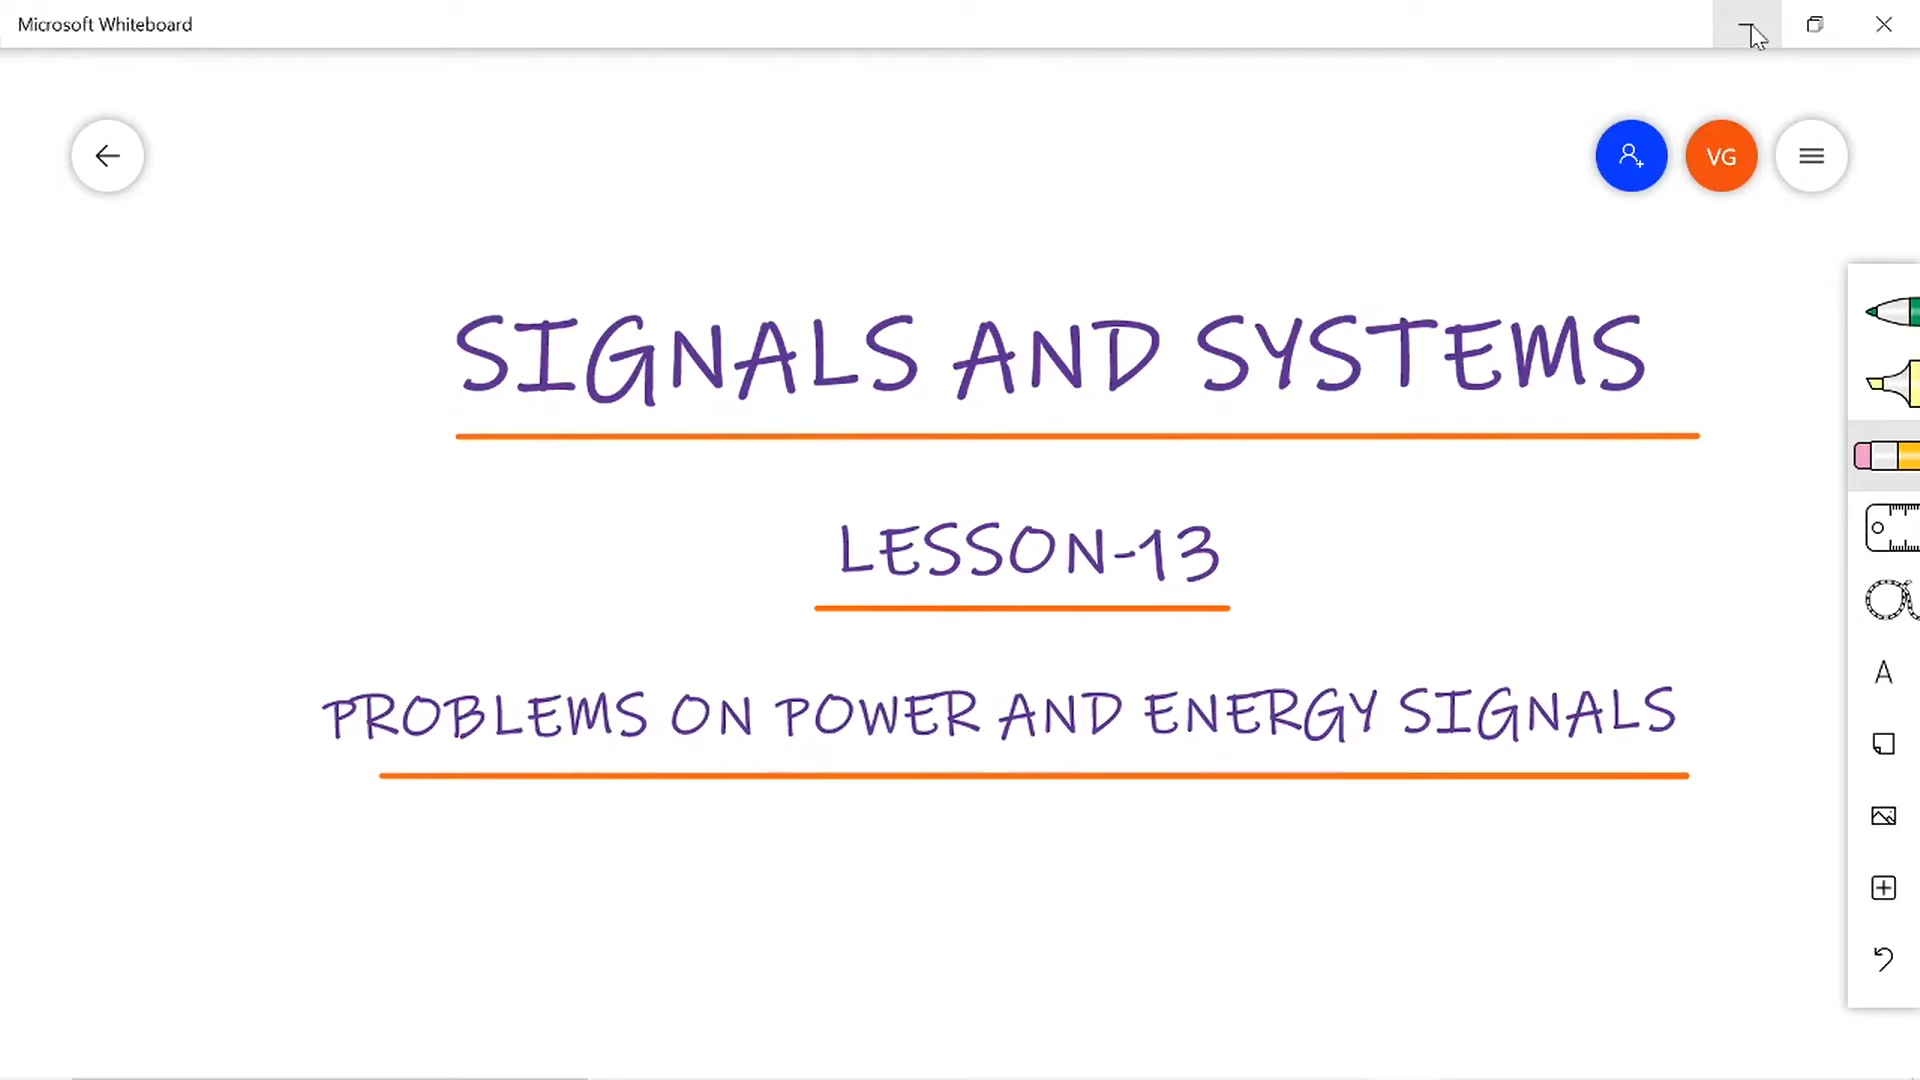 Microsoft Whiteboard
VG
SIGNALS AND SYSTEMS
LESSON-13
PROBLEMS ON POWER AND ENERGY SIGNALS
A